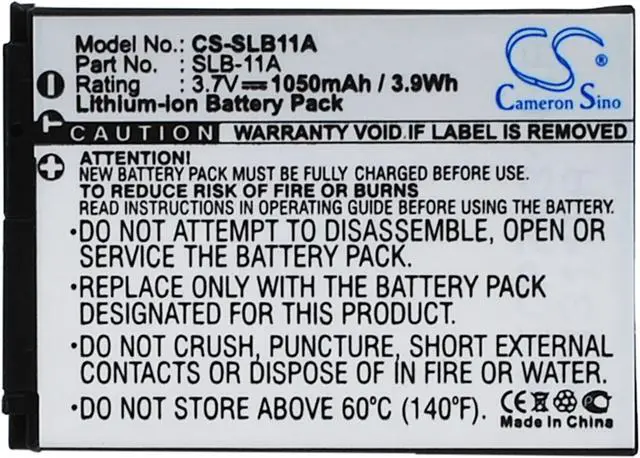 Model No.: CS-SLB11A
Part No. : SLB-11A
Rating : 3.7V 1050mAh / 3.9Wh
Lithium-ion Battery Pack
CS
Cameron Sino
CAUTION WARRANTY VOID IF LABEL IS REMOVED
ATTENTION!
NEW BATTERY PACK MAY BE FULLY CHARGED BEFORE USAGE
TO REDUCE RISK OF FIRE OR BURNS
READ INSTRUCTIONS IN OPERATING GUIDE BEFORE USING THE BATTERY.
•DO NOT ATTEMPT TO DISASSEMBLE, OPEN OR
SERVICE BATTERY PACK
•REPLACE ONLY WITH THE BATTERY PACK
DESIGNATED FOR THIS PRODUCT
•DO NOT CRUSH, PUNCTURE, SHORT EXTERNAL
CONTACTS OR DISPOSE OF IN FIRE OR WATER
•DO NOT STORE ABOVE 60°C (140°F).
CE
Made In China